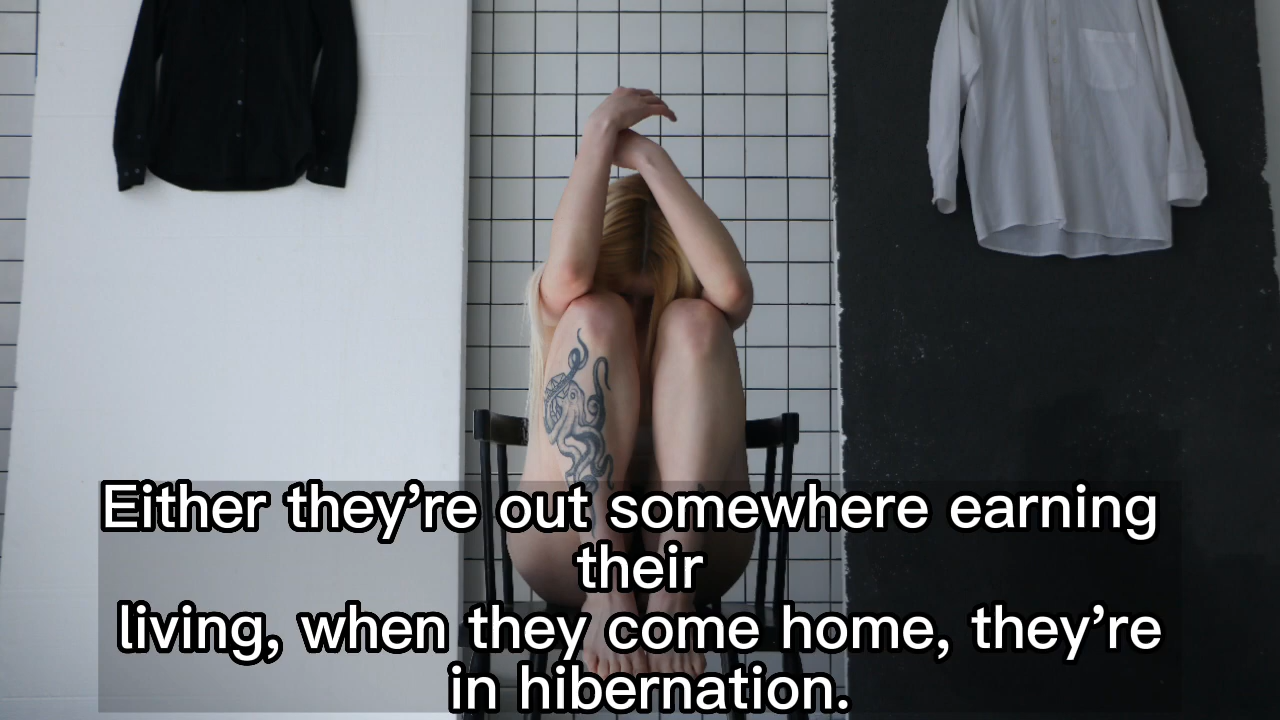 Either they’re out somewhere earning
their
living, when they come home, they’re
in hibernation.